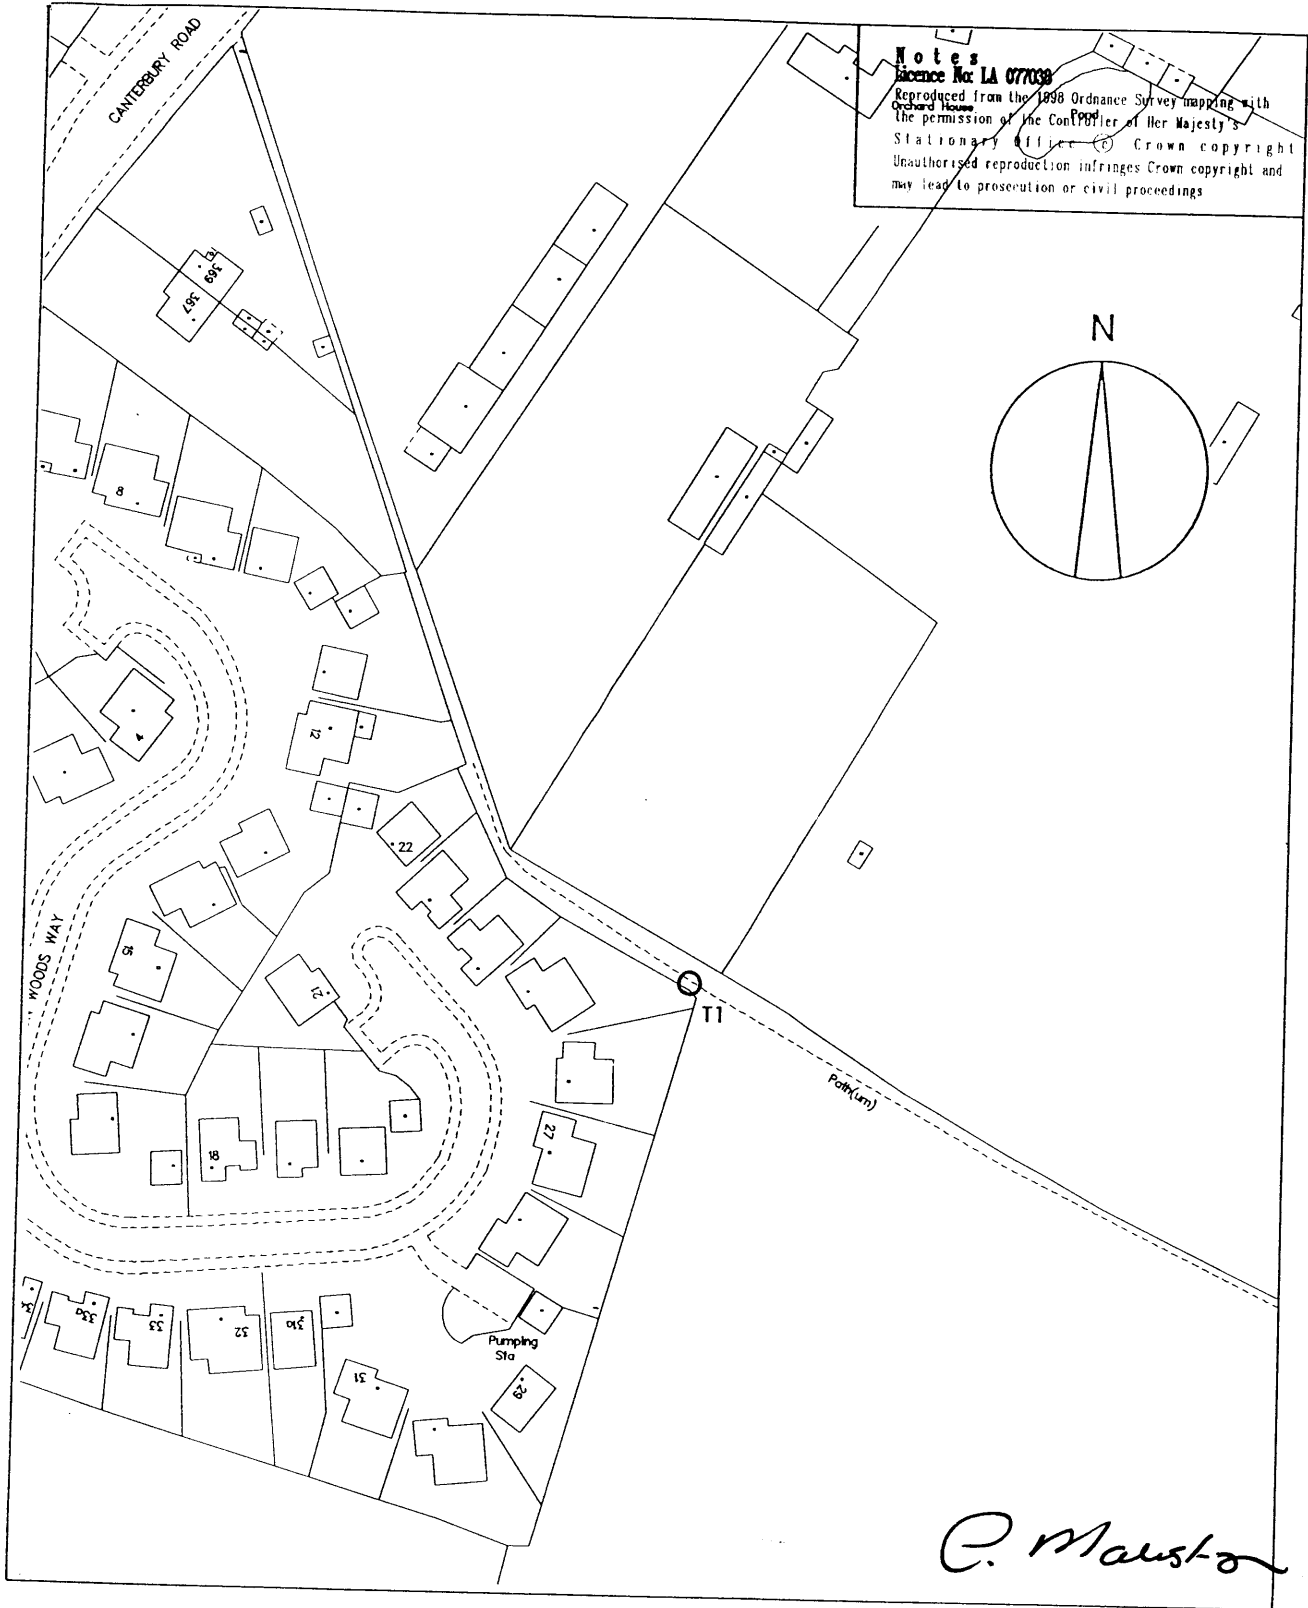 CANTERBURY ROAD
Notes
Licence No: LA 077038
Reproduced from the 1998 Ordnance Survey mapping with
the permission of the Controller of Her Majesty's
Stationary Office © Crown copyright
Unauthorised reproduction infringes Crown copyright and
may lead to prosecution or civil proceedings
Orchard House
Pond
369
367
N
8
4
12
22
WOODS WAY
15
21
T1
Path(um)
27
18
33a
33
32
31a
Pumping
Sta
31
29